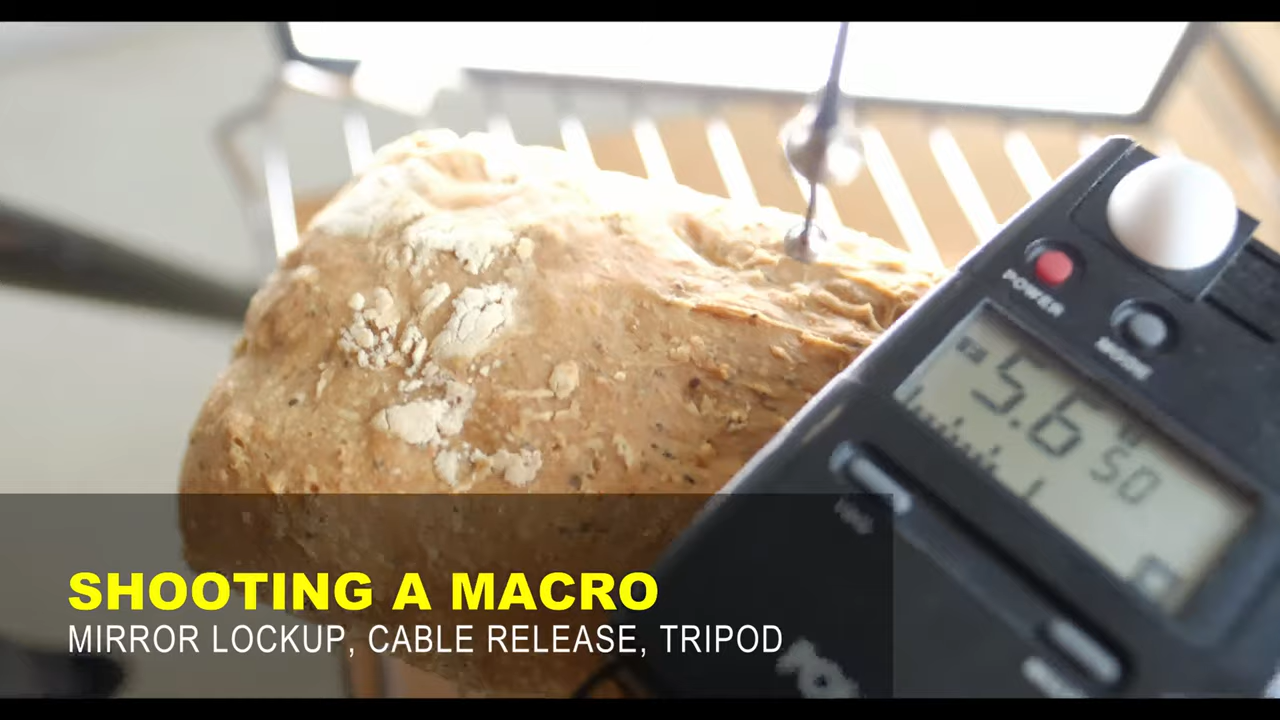 POWER
MODE
5.6
50
SHOOTING A MACRO
MIRROR LOCKUP, CABLE RELEASE, TRIPOD